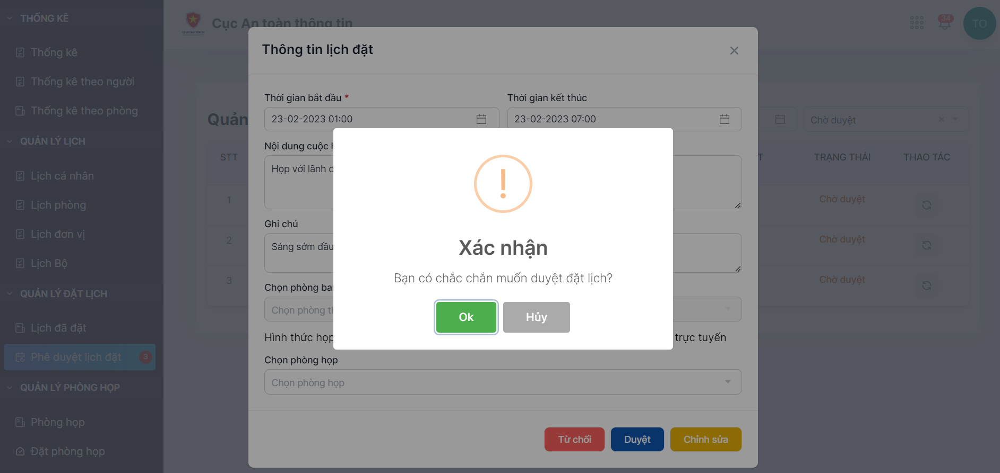 THỐNG KÊ
Thống kê
Thống kê theo người
Thống kê theo phòng
QUẢN LÝ LỊCH
Lịch cá nhân
Lịch phòng
Lịch đơn vị
Lịch Bộ
QUẢN LÝ ĐẶT LỊCH
Lịch đã đặt
Phê duyệt lịch đặt 3
QUẢN LÝ PHÒNG HỌP
Phòng họp
Đặt phòng họp
Cục An toàn thông tin
34
TO
Quản
Chờ duyệt
STT
TRẠNG THÁI
THAO TÁC
1
Chờ duyệt
2
Chờ duyệt
3
Chờ duyệt
Thông tin lịch đặt
Thời gian bắt đầu *
Thời gian kết thúc
23-02-2023 01:00
23-02-2023 07:00
Nội dung cuộc
Họp với lãnh
Ghi chú
Sáng sớm đầu
Chọn phòng
Chọn phòng
Hình thức họp
trực tuyến
Chọn phòng họp
Chọn phòng họp
Từ chối
Duyệt
Chỉnh sửa
!
Xác nhận
Bạn có chắc chắn muốn duyệt đặt lịch?
Ok
Hủy